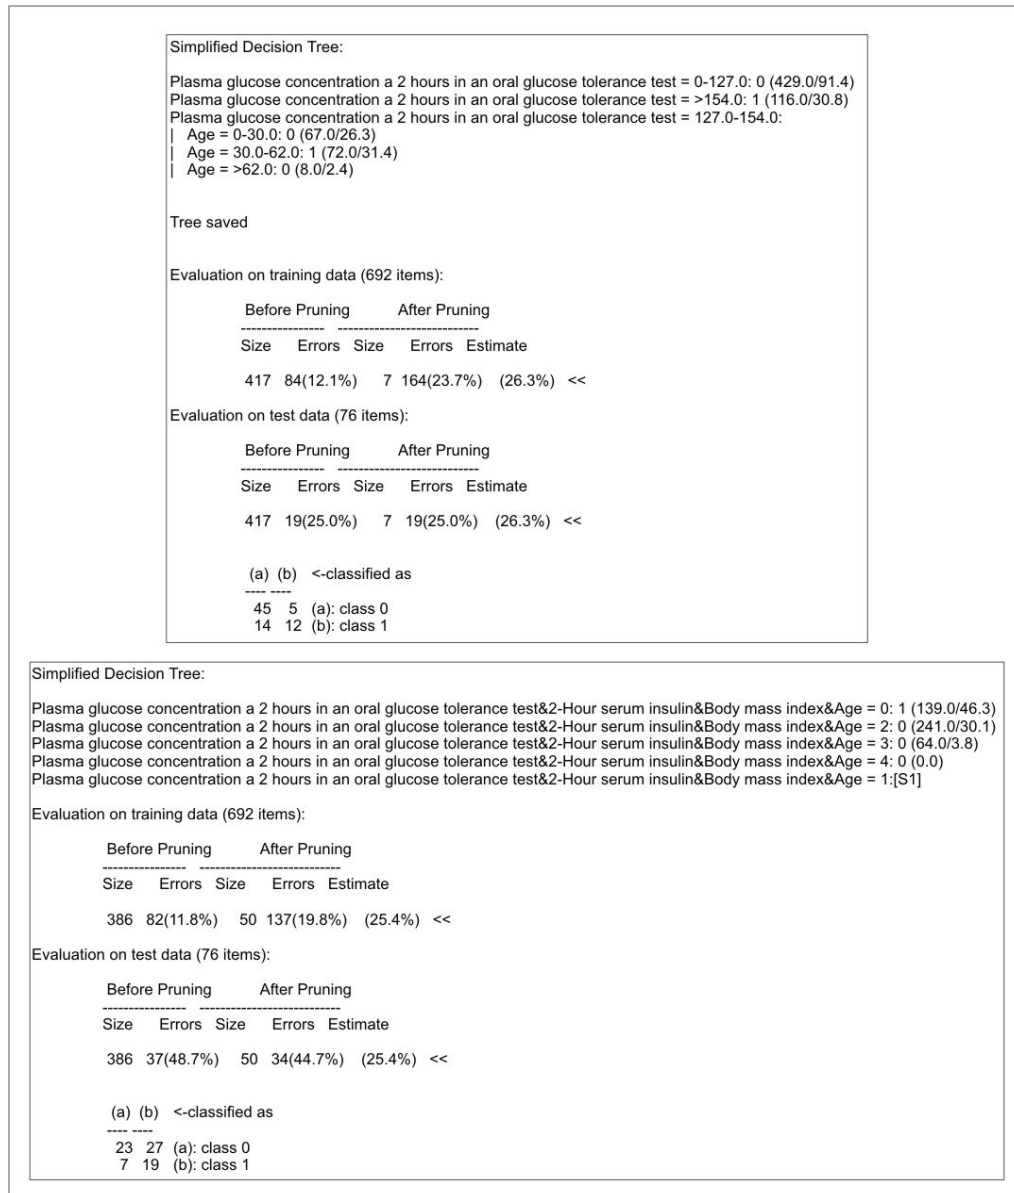 Simplified Decision Tree:
Plasma glucose concentration a 2 hours in an oral glucose tolerance test = 0-127.0: 0 (429.0/91.4)
Plasma glucose concentration a 2 hours in an oral glucose tolerance test = >154.0: 1 (116.0/30.8)
Plasma glucose concentration a 2 hours in an oral glucose tolerance test = 127.0-154.0:
| Age = 0-30.0: 0 (67.0/26.3)
| Age = 30.0-62.0: 1 (72.0/31.4)
| Age = >62.0: 0 (8.0/2.4)
Tree saved
Evaluation on training data (692 items):
Before Pruning After Pruning
---------------- ---------------------------
Size Errors Size Errors Estimate
417 84(12.1%) 7 164(23.7%) (26.3%) <<
Evaluation on test data (76 items):
Before Pruning After Pruning
---------------- ---------------------------
Size Errors Size Errors Estimate
417 19(25.0%) 7 19(25.0%) (26.3%) <<
(a) (b) <-classified as
---- ----
45 5 (a): class 0
14 12 (b): class 1
Simplified Decision Tree:
Plasma glucose concentration a 2 hours in an oral glucose tolerance test&2-Hour serum insulin&Body mass index&Age = 0: 1 (139.0/46.3)
Plasma glucose concentration a 2 hours in an oral glucose tolerance test&2-Hour serum insulin&Body mass index&Age = 2: 0 (241.0/30.1)
Plasma glucose concentration a 2 hours in an oral glucose tolerance test&2-Hour serum insulin&Body mass index&Age = 3: 0 (64.0/3.8)
Plasma glucose concentration a 2 hours in an oral glucose tolerance test&2-Hour serum insulin&Body mass index&Age = 4: 0 (0.0)
Plasma glucose concentration a 2 hours in an oral glucose tolerance test&2-Hour serum insulin&Body mass index&Age = 1:[S1]
Evaluation on training data (692 items):
Before Pruning After Pruning
---------------- ---------------------------
Size Errors Size Errors Estimate
386 82(11.8%) 50 137(19.8%) (25.4%) <<
Evaluation on test data (76 items):
Before Pruning After Pruning
---------------- ---------------------------
Size Errors Size Errors Estimate
386 37(48.7%) 50 34(44.7%) (25.4%) <<
(a) (b) <-classified as
---- ----
23 27 (a): class 0
7 19 (b): class 1